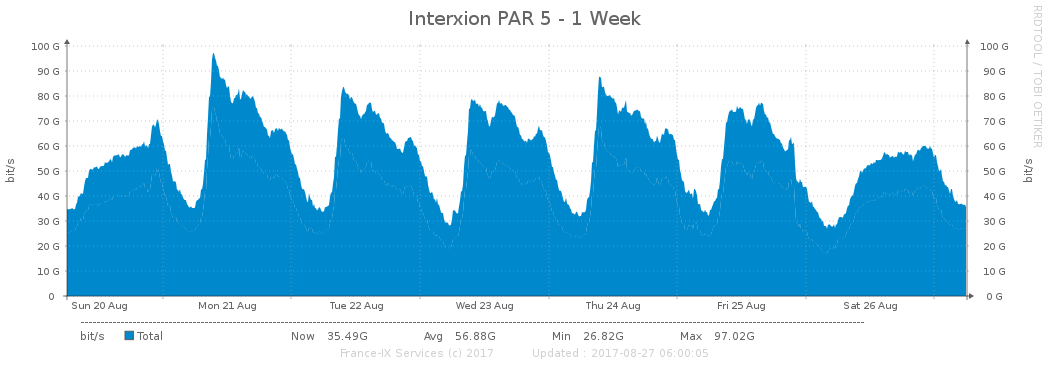 Interxion PAR 5 - 1 Week
RRDTOOL / TOBI OETIKER
bit/s
100 G 100 G
90 G 90 G
80 G 80 G
70 G 70 G
60 G 60 G
50 G 50 G
40 G 40 G
30 G 30 G
20 G 20 G
10 G 10 G
0 0 G
bit/s
Sun 20 Aug Mon 21 Aug Tue 22 Aug Wed 23 Aug Thu 24 Aug Fri 25 Aug Sat 26 Aug
bit/s Total Now 35.49G Avg 56.88G Min 26.82G Max 97.02G
France-IX Services (c) 2017 Updated : 2017-08-27 06:00:05